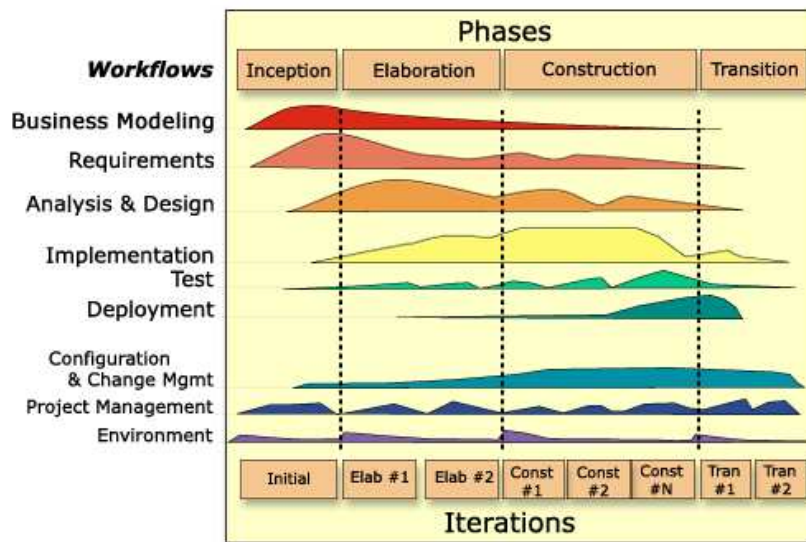 Phases
Workflows
Inception Elaboration Construction Transition
Business Modeling
Requirements
Analysis & Design
Implementation
Test
Deployment
Configuration
& Change Mgmt
Project Management
Environment
Initial Elab #1 Elab #2 Const #1 Const #2 Const #N Tran #1 Tran #2
Iterations